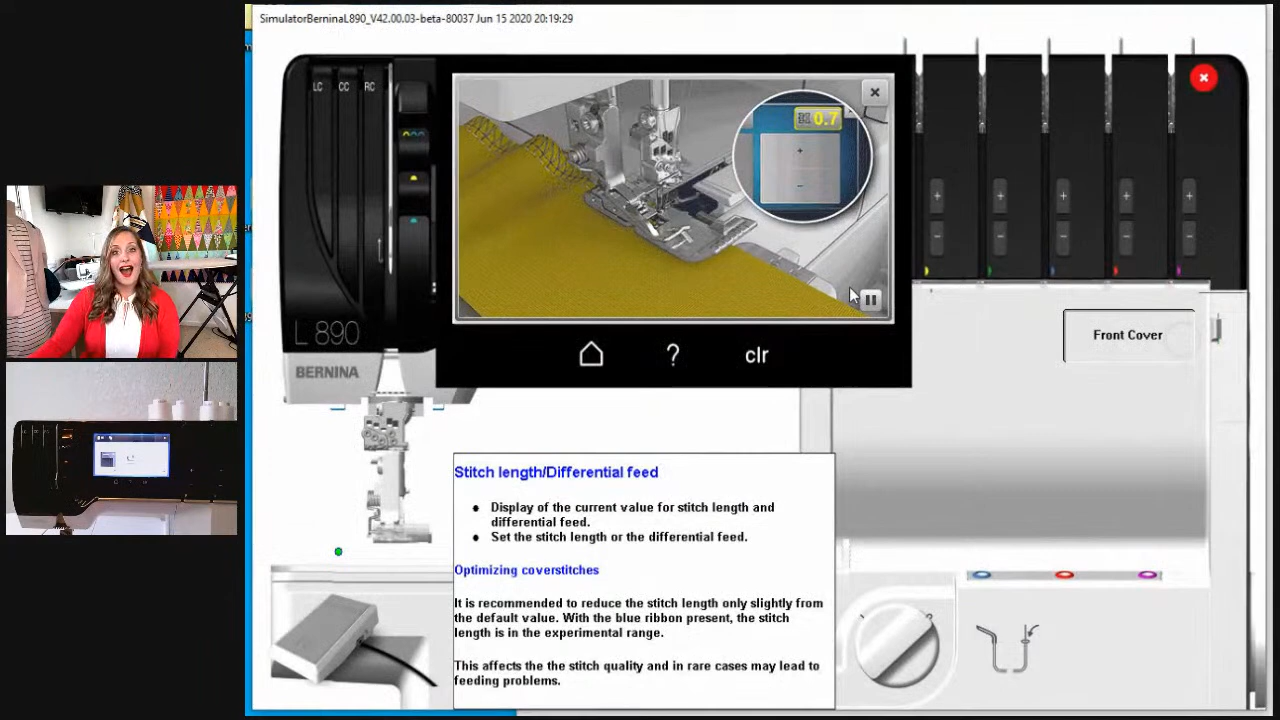 SimulatorBerninaL890_V42.00.03-beta-80037 Jun 15 2020 20:19:29
LC CC RC
0.7
L 890
BERNINA
? clr
Front Cover
Stitch length/Differential feed
● Display of the current value for stitch length and
differential feed.
● Set the stitch length or the differential feed.
Optimizing coverstitches
It is recommended to reduce the stitch length only slightly from
the default value. With the blue ribbon present, the stitch
length is in the experimental range.
This affects the the stitch quality and in rare cases may lead to
feeding problems.